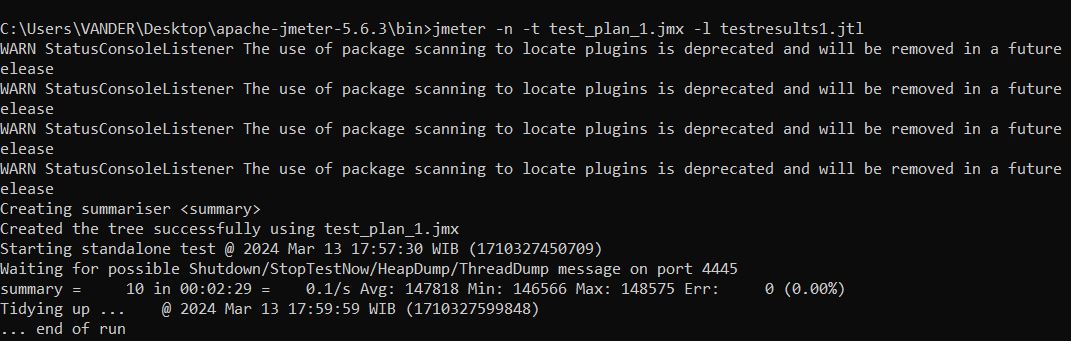 C:\Users\VANDER\Desktop\apache-jmeter-5.6.3\bin>jmeter -n -t test_plan_1.jmx -l testresults1.jtl
WARN StatusConsoleListener The use of package scanning to locate plugins is deprecated and will be removed in a future
elease
WARN StatusConsoleListener The use of package scanning to locate plugins is deprecated and will be removed in a future
elease
WARN StatusConsoleListener The use of package scanning to locate plugins is deprecated and will be removed in a future
elease
WARN StatusConsoleListener The use of package scanning to locate plugins is deprecated and will be removed in a future
elease
Creating summariser <summary>
Created the tree successfully using test_plan_1.jmx
Starting standalone test @ 2024 Mar 13 17:57:30 WIB (1710327450709)
Waiting for possible Shutdown/StopTestNow/HeapDump/ThreadDump message on port 4445
summary =     10 in 00:02:29 =    0.1/s Avg: 147818 Min: 146566 Max: 148575 Err:     0 (0.00%)
Tidying up ...    @ 2024 Mar 13 17:59:59 WIB (1710327599848)
... end of run